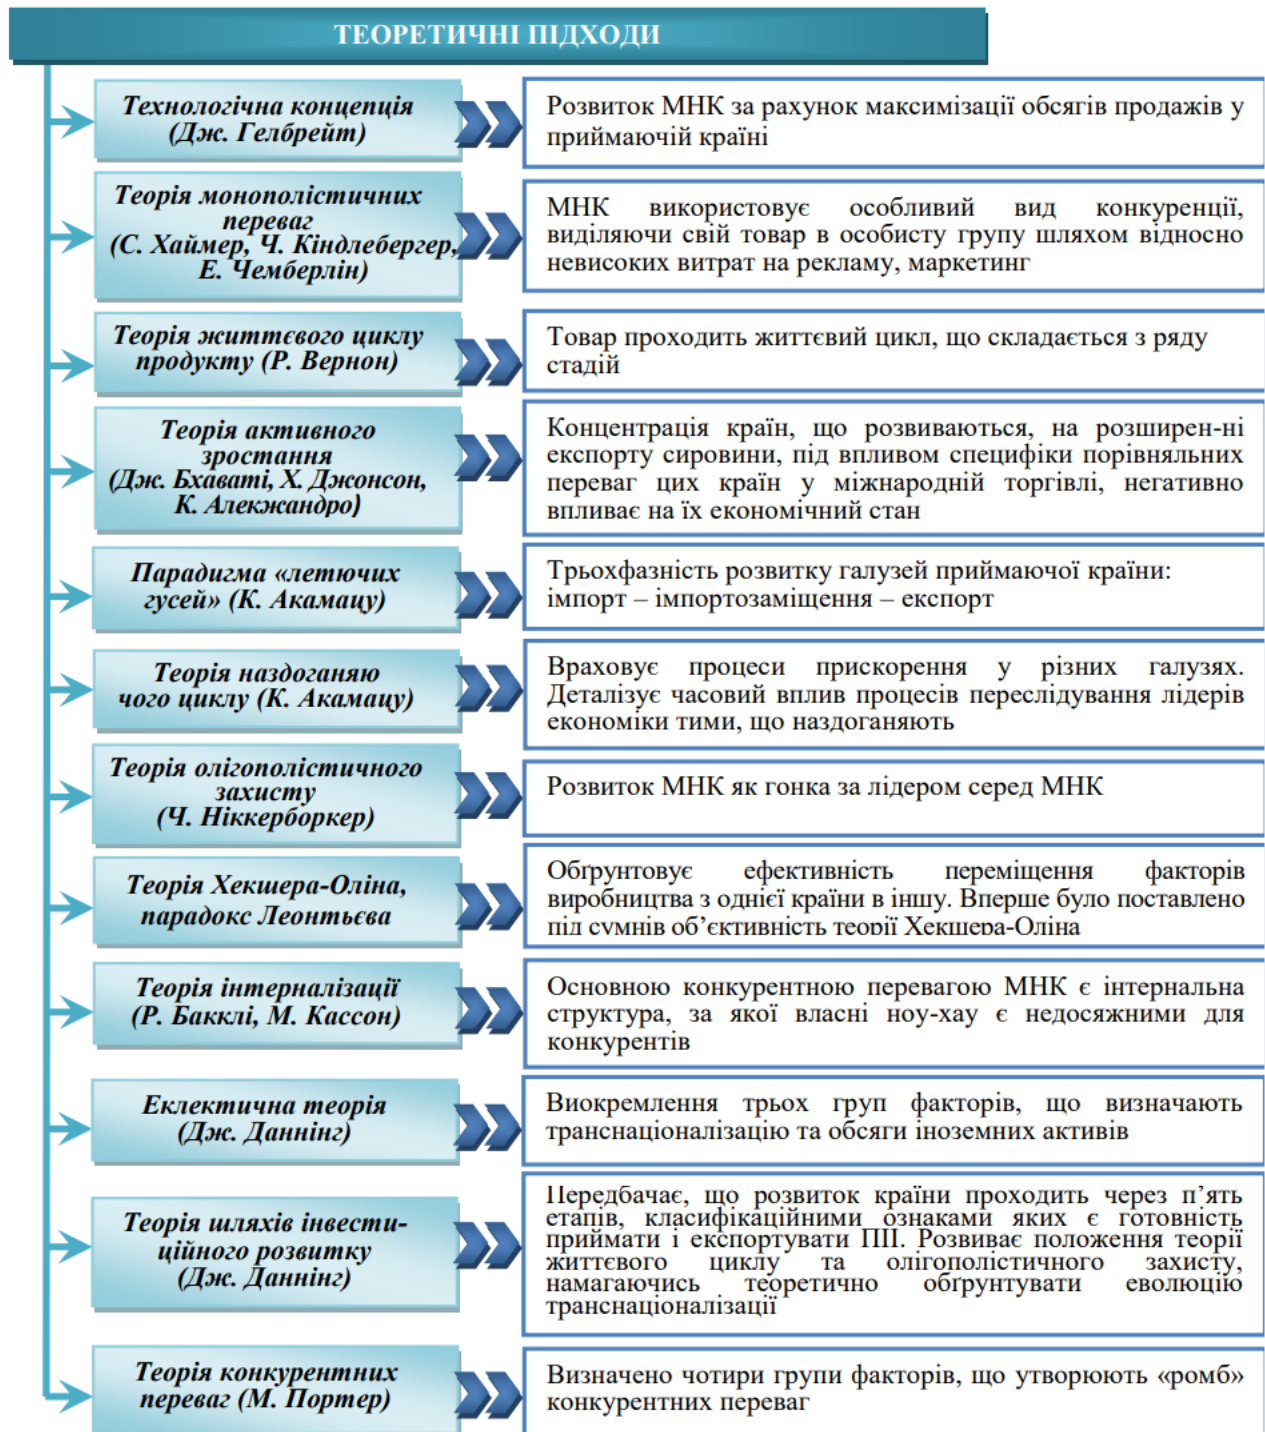 ТЕОРЕТИЧНІ ПІДХОДИ
Технологічна концепція
(Дж. Гелбрейт)
Розвиток МНК за рахунок максимізації обсягів продажів у
приймаючій країні
Теорія монополістичних
переваг
(С. Хаймер, Ч. Кіндлебергер,
Е. Чемберлін)
МНК використовує особливий вид конкуренції,
виділяючи свій товар в особисту групу шляхом відносно
невисоких витрат на рекламу, маркетинг
Теорія життєвого циклу
продукту (Р. Вернон)
Товар проходить життєвий цикл, що складається з ряду
стадій
Теорія активного
зростання
(Дж. Бхаваті, Х. Джонсон,
К. Алекжандро)
Концентрація країн, що розвиваються, на розширен-ні
експорту сировини, під впливом специфіки порівняльних
переваг цих країн у міжнародній торгівлі, негативно
впливає на їх економічний стан
Парадигма «летючих
гусей» (К. Акамацу)
Трьохфазність розвитку галузей приймаючої країни:
імпорт – імпортозаміщення – експорт
Теорія наздоганяю
чого циклу (К. Акамацу)
Враховує процеси прискорення у різних галузях.
Деталізує часовий вплив процесів переслідування лідерів
економіки тими, що наздоганяють
Теорія олігополістичного
захисту
(Ч. Ніккерборкер)
Розвиток МНК як гонка за лідером серед МНК
Теорія Хекшера-Оліна,
парадокс Леонтьєва
Обґрунтовує ефективність переміщення факторів
виробництва з однієї країни в іншу. Вперше було поставлено
під сумнів об’єктивність теорії Хекшера-Оліна
Теорія інтерналізації
(Р. Бакклі, М. Кассон)
Основною конкурентною перевагою МНК є інтернальна
структура, за якої власні ноу-хау є недосяжними для
конкурентів
Еклектична теорія
(Дж. Даннінг)
Виокремлення трьох груп факторів, що визначають
транснаціоналізацію та обсяги іноземних активів
Теорія шляхів інвести-
ційного розвитку
(Дж. Даннінг)
Передбачає, що розвиток країни проходить через п’ять
етапів, класифікаційними ознаками яких є готовність
приймати і експортувати ПІІ. Розвиває положення теорії
життєвого циклу та олігополістичного захисту,
намагаючись теоретично обґрунтувати еволюцію
транснаціоналізації
Теорія конкурентних
переваг (М. Портер)
Визначено чотири групи факторів, що утворюють «ромб»
конкурентних переваг